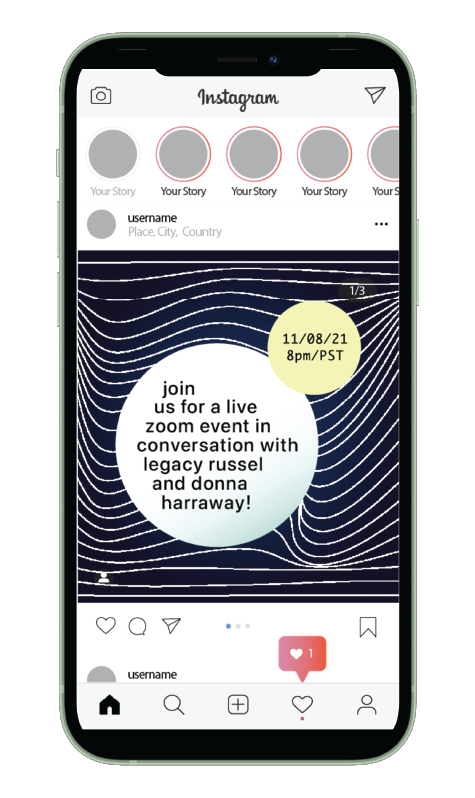 Instagram
Your Story Your Story Your Story Your Story Your S
username
Place, City, Country
1/3
11/08/21
8pm/PST
join
us for a live
zoom event in
conversation with
legacy russel
and donna
harraway!
1
username